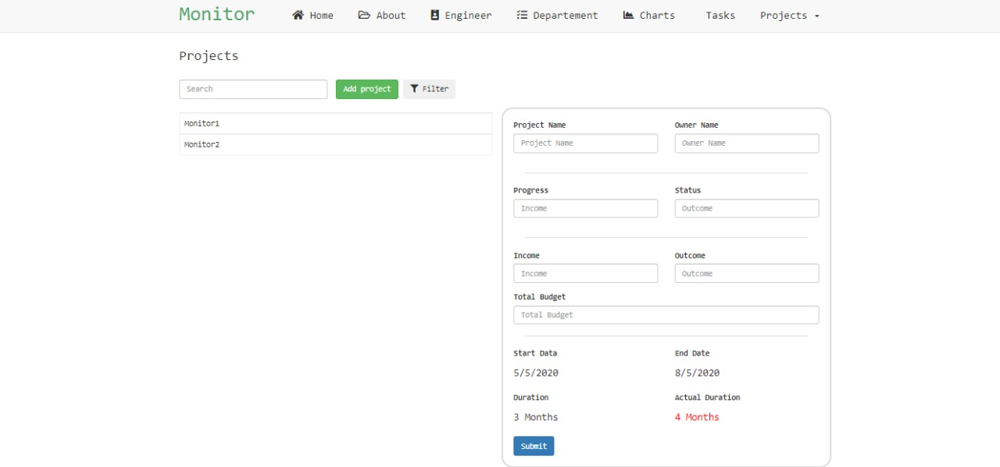 Monitor Home About Engineer Departement Charts Tasks Projects
Projects
Search Add project Filter
Monitor1
Monitor2
Project Name Owner Name
Project Name Owner Name
Progress Status
Income Outcome
Income Outcome
Income Outcome
Total Budget
Total Budget
Start Data End Date
5/5/2020 8/5/2020
Duration Actual Duration
3 Months 4 Months
Submit